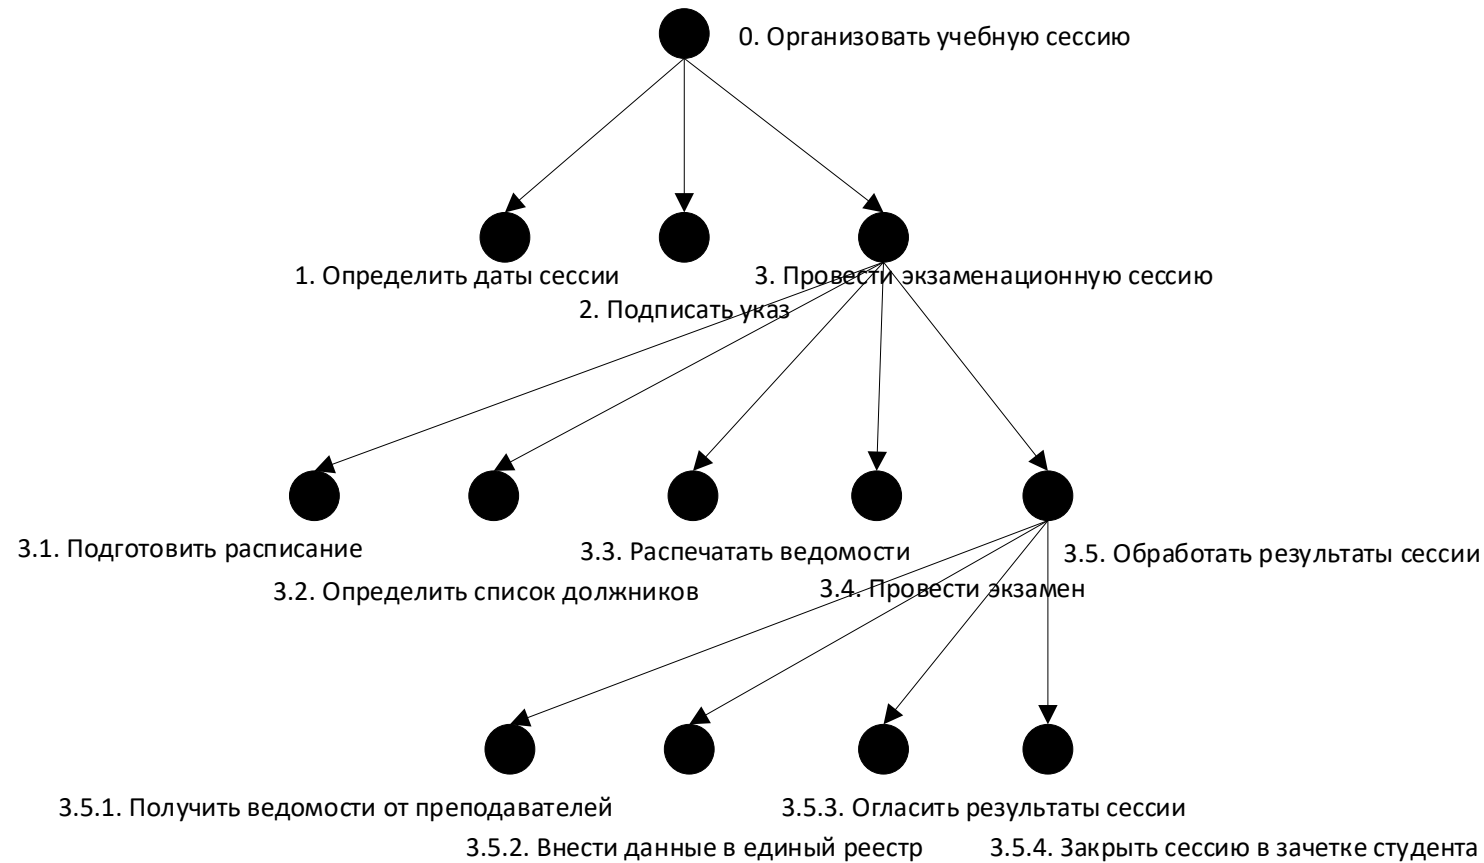 0. Организовать учебную сессию
1. Определить даты сессии
2. Подписать указ
3. Провести экзаменационную сессию
3.1. Подготовить расписание
3.2. Определить список должников
3.3. Распечатать ведомости
3.4. Провести экзамен
3.5. Обработать результаты сессии
3.5.1. Получить ведомости от преподавателей
3.5.2. Внести данные в единый реестр
3.5.3. Огласить результаты сессии
3.5.4. Закрыть сессию в зачетке студента